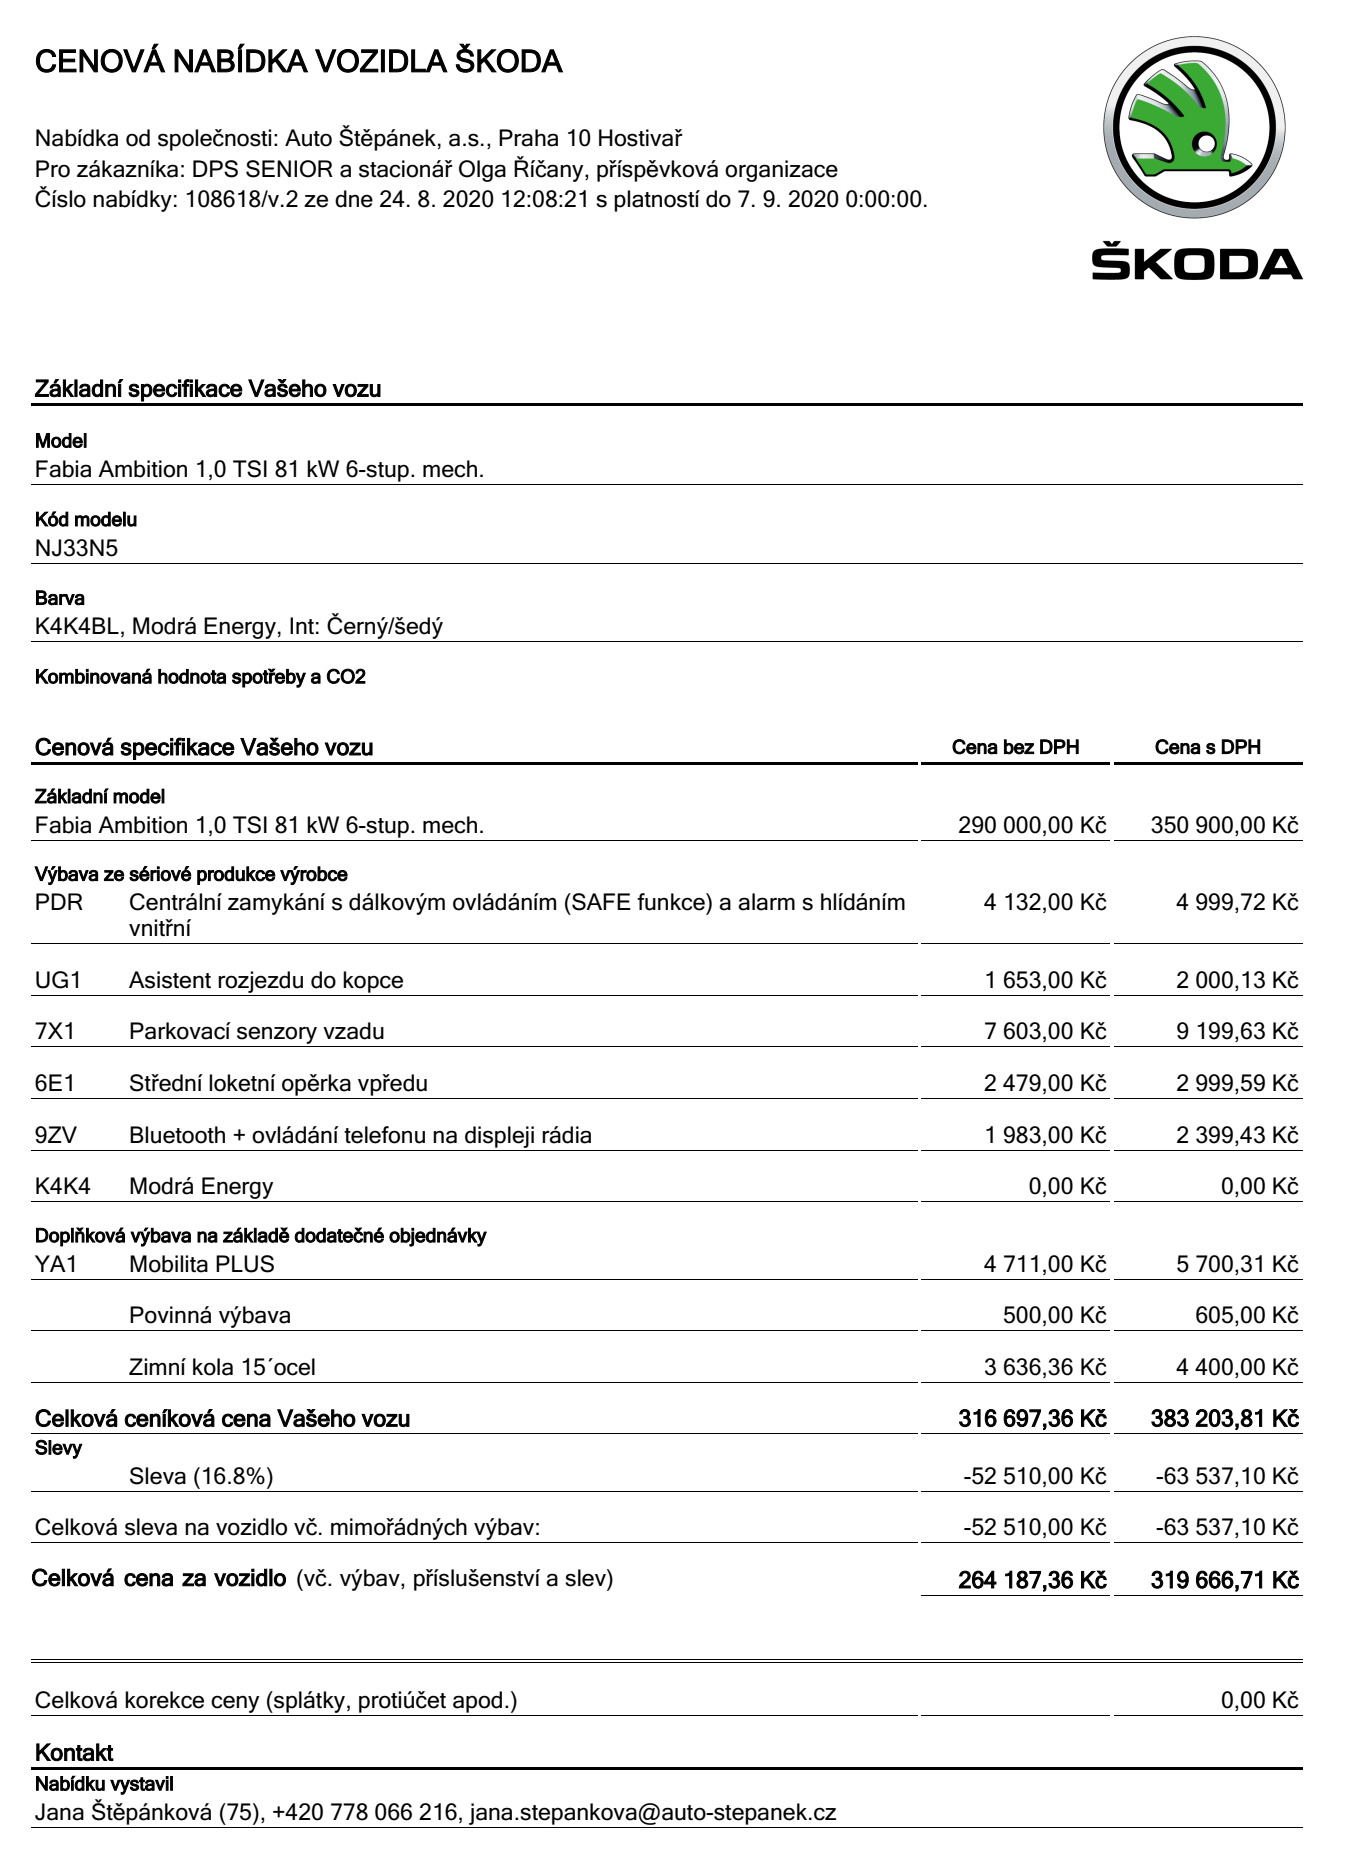 CENOVÁ NABÍDKA VOZIDLA ŠKODA
Nabídka od společnosti: Auto Štěpánek, a.s., Praha 10 Hostivař
Pro zákazníka: DPS SENIOR a stacionář Olga Říčany, příspěvková organizace
Číslo nabídky: 108618/v.2 ze dne 24. 8. 2020 12:08:21 s platností do 7. 9. 2020 0:00:00.
ŠKODA
Základní specifikace Vašeho vozu
Model
Fabia Ambition 1,0 TSI 81 kW 6-stup. mech.
Kód modelu
NJ33N5
Barva
K4K4BL, Modrá Energy, Int: Černý/šedý
Kombinovaná hodnota spotřeby a CO2
Cenová specifikace Vašeho vozu Cena bez DPH Cena s DPH
Základní model
Fabia Ambition 1,0 TSI 81 kW 6-stup. mech. 290 000,00 Kč 350 900,00 Kč
Výbava ze sériové produkce výrobce
PDR Centrální zamykání s dálkovým ovládáním (SAFE funkce) a alarm s hlídáním 4 132,00 Kč 4 999,72 Kč
vnitřní
UG1 Asistent rozjezdu do kopce 1 653,00 Kč 2 000,13 Kč
7X1 Parkovací senzory vzadu 7 603,00 Kč 9 199,63 Kč
6E1 Střední loketní opěrka vpředu 2 479,00 Kč 2 999,59 Kč
9ZV Bluetooth + ovládání telefonu na displeji rádia 1 983,00 Kč 2 399,43 Kč
K4K4 Modrá Energy 0,00 Kč 0,00 Kč
Doplňková výbava na základě dodatečné objednávky
YA1 Mobilita PLUS 4 711,00 Kč 5 700,31 Kč
Povinná výbava 500,00 Kč 605,00 Kč
Zimní kola 15´ocel 3 636,36 Kč 4 400,00 Kč
Celková ceníková cena Vašeho vozu 316 697,36 Kč 383 203,81 Kč
Slevy
Sleva (16.8%) -52 510,00 Kč -63 537,10 Kč
Celková sleva na vozidlo vč. mimořádných výbav: -52 510,00 Kč -63 537,10 Kč
Celková cena za vozidlo (vč. výbav, příslušenství a slev) 264 187,36 Kč 319 666,71 Kč
Celková korekce ceny (splátky, protiúčet apod.) 0,00 Kč
Kontakt
Nabídku vystavil
Jana Štěpánková (75), +420 778 066 216, jana.stepankova@auto-stepanek.cz